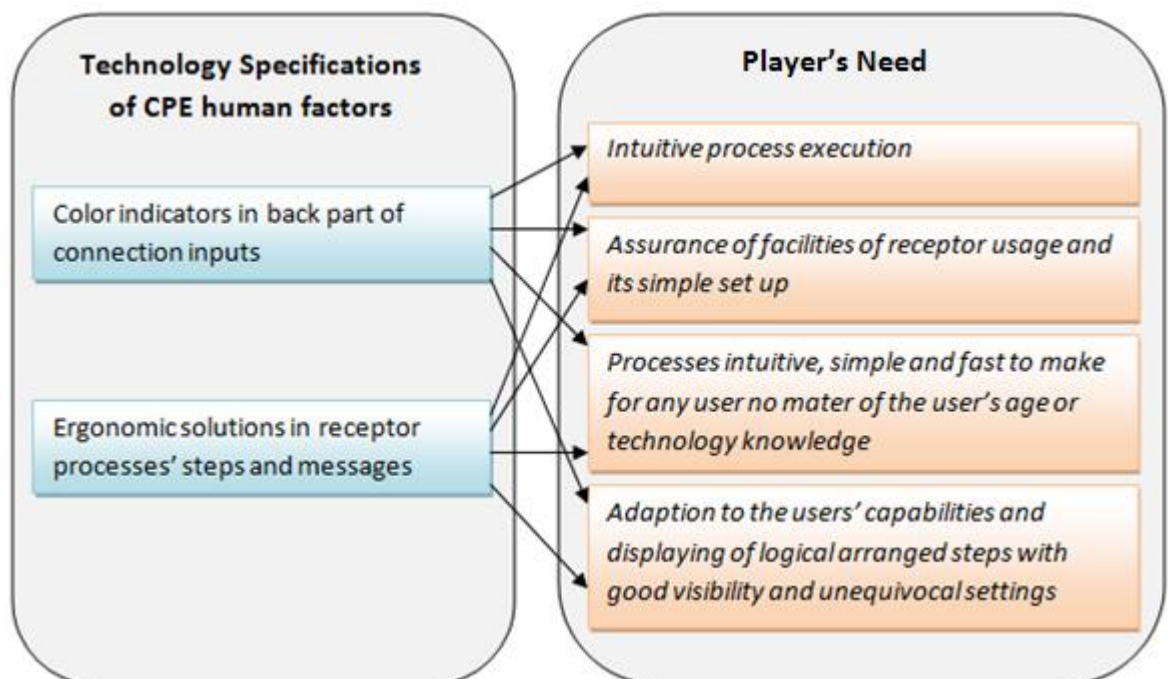 Technology Specifications
of CPE human factors
Color indicators in back part of
connection inputs
Ergonomic solutions in receptor
processes' steps and messages
Player's Need
Intuitive process execution
Assurance of facilities of receptor usage and
its simple set up
Processes intuitive, simple and fast to make
for any user no mater of the user's age or
technology knowledge
Adaption to the users' capabilities and
displaying of logical arranged steps with
good visibility and unequivocal settings